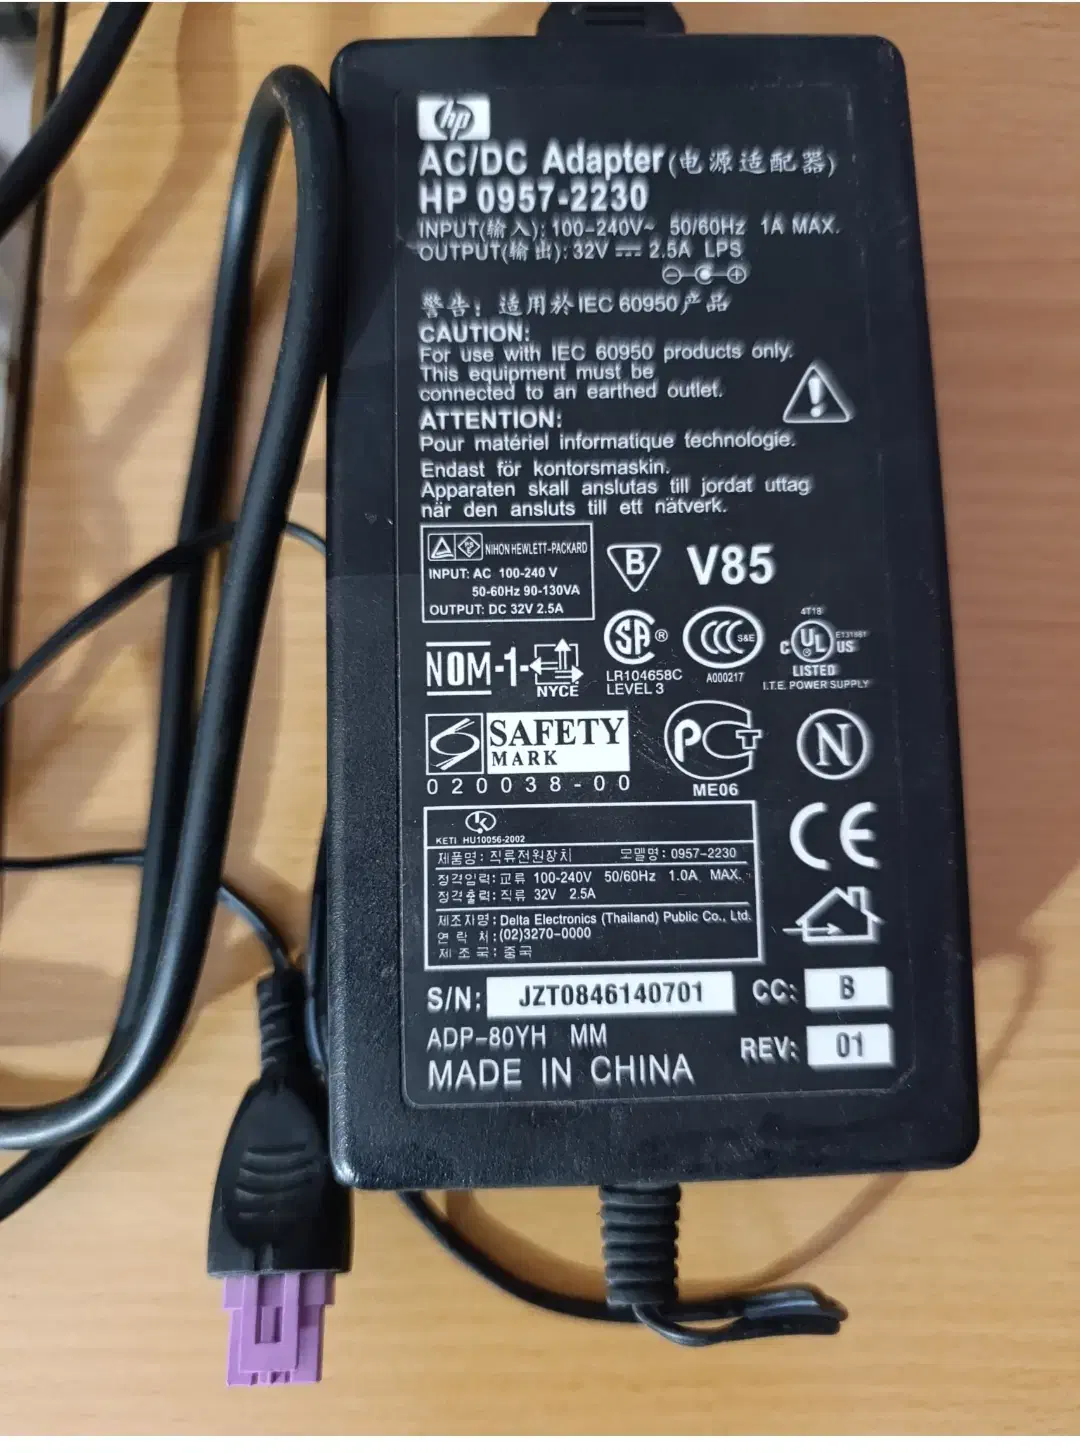 hp
AC/DC Adapter(电源适配器)
HP 0957-2230
INPUT(输入): 100-240V~ 50/60Hz 1A MAX.
OUTPUT(输出): 32V ⎓ 2.5A LPS
警告: 适用於IEC 60950产品
CAUTION:
For use with IEC 60950 products only.
This equipment must be
connected to an earthed outlet.
ATTENTION:
Pour matériel informatique technologie.
Endast för kontorsmaskin.
Apparaten skall anslutas till jordat uttag
när den ansluts till ett nätverk.
NIHON HEWLETT-PACKARD
INPUT: AC 100-240 V
50-60Hz 90-130VA
OUTPUT: DC 32V 2.5A
B V85
NOM-1-
NYCE
SA®
LR104658C
LEVEL 3
CCC S&E
A000217
4T18
C UL US
E131881
LISTED
I.T.E. POWER SUPPLY
SAFETY
MARK
020038-00
PCT
ME06
N
CE
KETI HU10056-2002
제품명: 직류전원장치 모델명: 0957-2230
정격입력: 교류 100-240V 50/60Hz 1.0A MAX.
정격출력: 직류 32V 2.5A
제조자명: Delta Electronics (Thailand) Public Co., Ltd.
연락처: (02)3270-0000
제조국: 중국
S/N: JZT0846140701 CC: B
ADP-80YH MM REV: 01
MADE IN CHINA